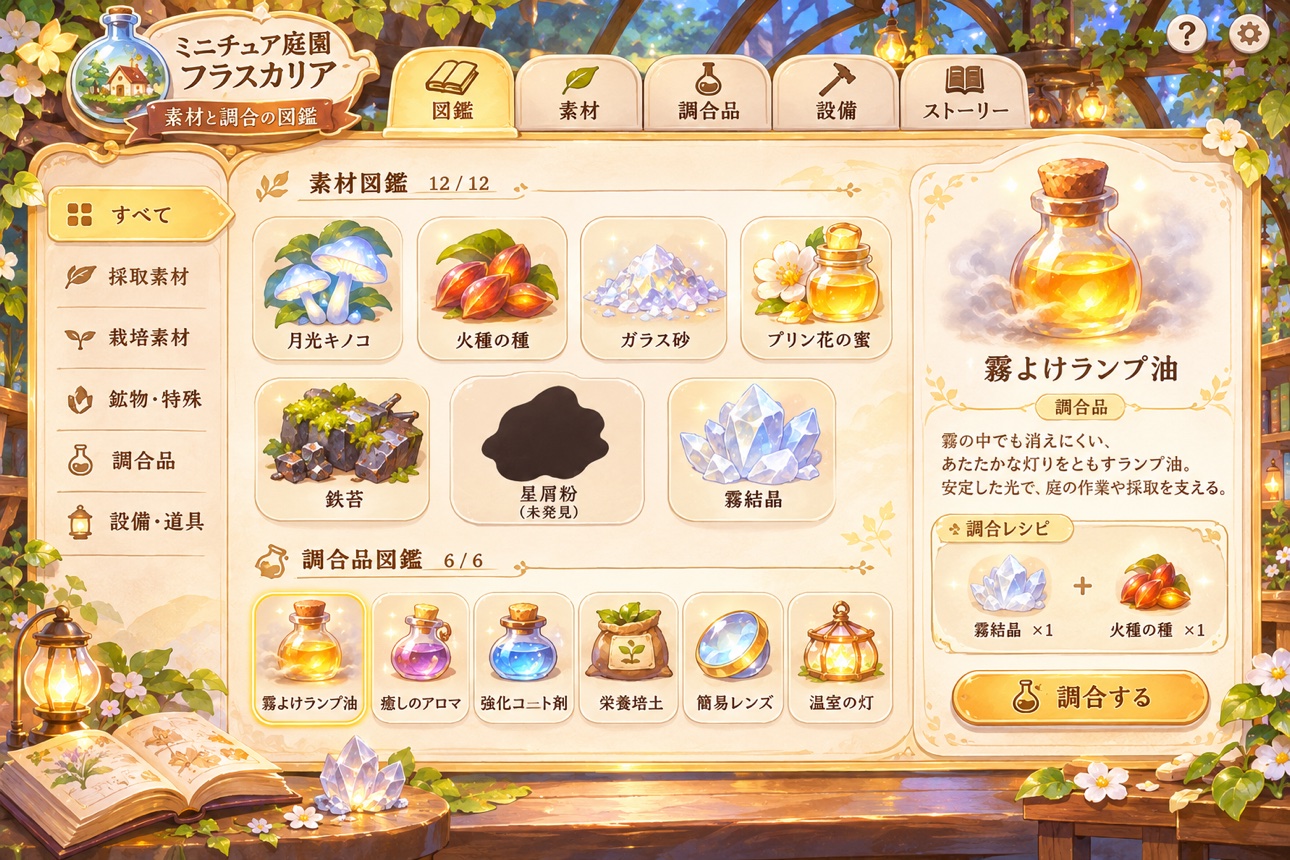 ミニチュア庭園
フラスカリア
素材と調合の図鑑
図鑑
素材
調合品
設備
ストーリー
?
すべて
採取素材
栽培素材
鉱物・特殊
調合品
設備・道具
素材図鑑 12 / 12
月光キノコ
火種の種
ガラス砂
プリン花の蜜
鉄苔
星屑粉
(未発見)
霧結晶
調合品図鑑 6 / 6
霧よけランプ油
癒しのアロマ
強化コート剤
栄養培土
簡易レンズ
温室の灯
霧よけランプ油
調合品
霧の中でも消えにくい、
あたたかな灯りをともすランプ油。
安定した光で、庭の作業や採取を支える。
調合レシピ
+
霧結晶 ×1
火種の種 ×1
調合する